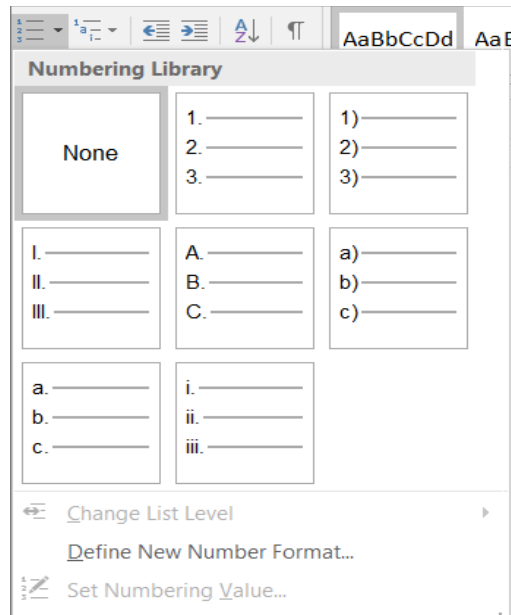 AaBbCcDd AaB
Numbering Library
None
1.
2.
3.
1)
2)
3)
I.
II.
III.
A.
B.
C.
a)
b)
c)
a.
b.
c.
i.
ii.
iii.
Change List Level
Define New Number Format...
Set Numbering Value...